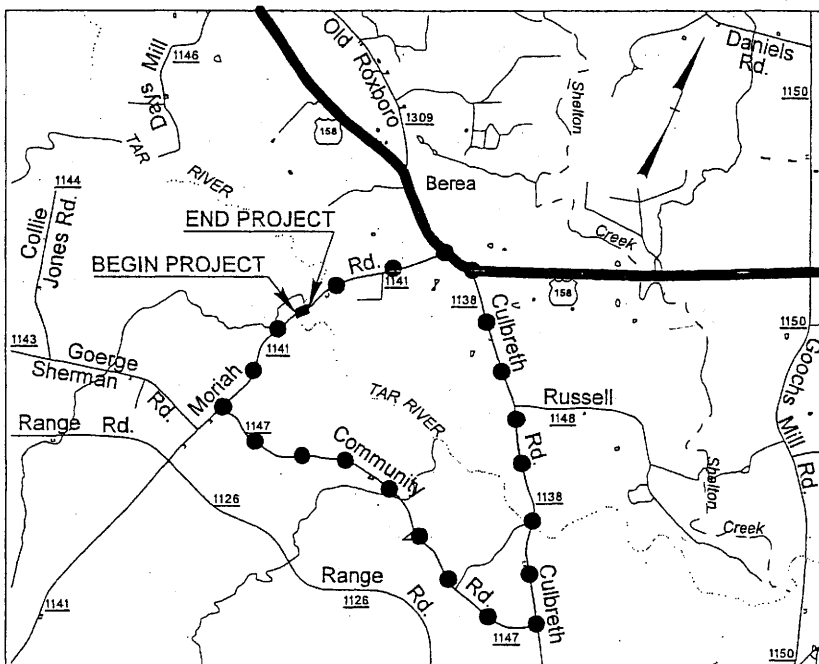 Days Mill
1146
Old Roxboro
1309
158
Shelton
Daniels
Rd.
1150
TAR
RIVER
Berea
1144
Collie
Jones Rd.
END PROJECT
BEGIN PROJECT
Rd.
1141
Creek
158
1138
Culbreth
Rd.
1138
Culbreth
1143
Goerge
Sherman
Rd.
Moriah
1141
1150
Goochs
Mill
Rd.
TAR RIVER
Russell
1148
Range Rd.
1147
Community
Rd.
1147
1126
Shelton
Creek
Range
Rd.
1126
1141
1150